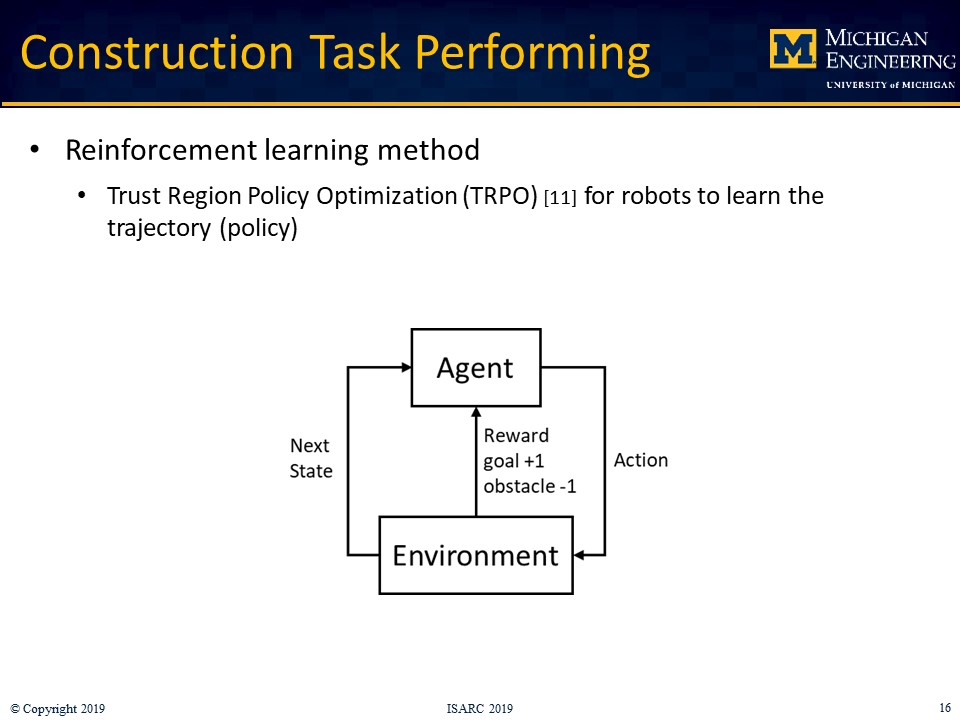 Construction Task Performing
MICHIGAN
ENGINEERING
UNIVERSITY of MICHIGAN
• Reinforcement learning method
• Trust Region Policy Optimization (TRPO) [11] for robots to learn the
trajectory (policy)
Agent
Next
State
Reward
goal +1
obstacle -1
Action
Environment
© Copyright 2019
ISARC 2019
16